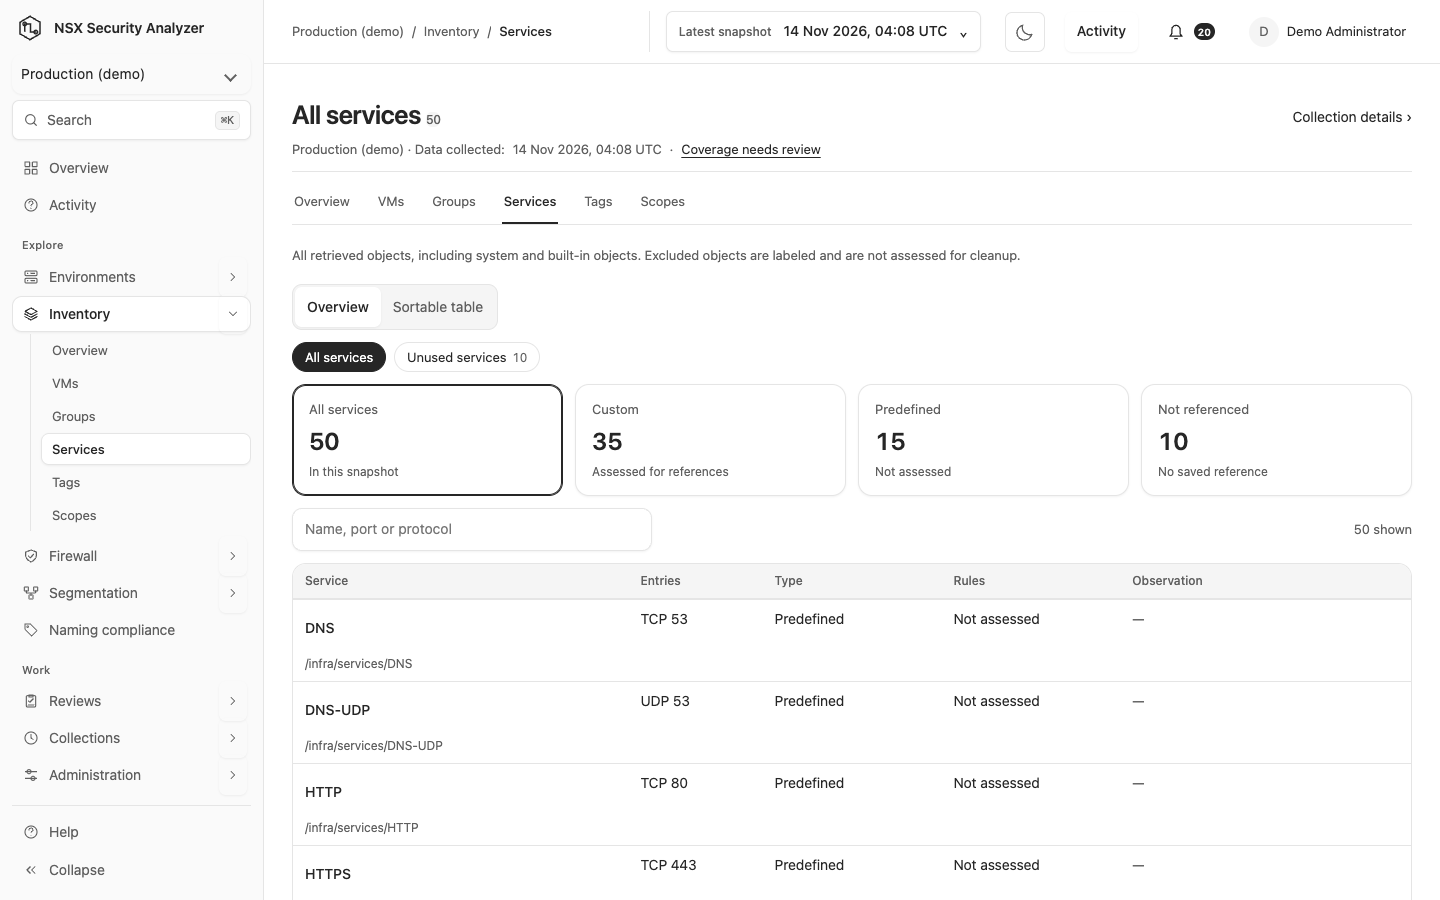 NSX Security Analyzer
Production (demo)
Search ⌘K
Overview
Activity
Explore
Environments
Inventory
Overview
VMs
Groups
Services
Tags
Scopes
Firewall
Segmentation
Naming compliance
Work
Reviews
Collections
Administration
Help
Collapse
Production (demo) / Inventory / Services
Latest snapshot 14 Nov 2026, 04:08 UTC
Activity
20
D Demo Administrator
All services 50
Collection details ›
Production (demo) · Data collected: 14 Nov 2026, 04:08 UTC · Coverage needs review
Overview VMs Groups Services Tags Scopes
All retrieved objects, including system and built-in objects. Excluded objects are labeled and are not assessed for cleanup.
Overview Sortable table
All services Unused services 10
All services
50
In this snapshot
Custom
35
Assessed for references
Predefined
15
Not assessed
Not referenced
10
No saved reference
Name, port or protocol
50 shown
Service Entries Type Rules Observation
DNS TCP 53 Predefined Not assessed —
/infra/services/DNS
DNS-UDP UDP 53 Predefined Not assessed —
/infra/services/DNS-UDP
HTTP TCP 80 Predefined Not assessed —
/infra/services/HTTP
HTTPS TCP 443 Predefined Not assessed —